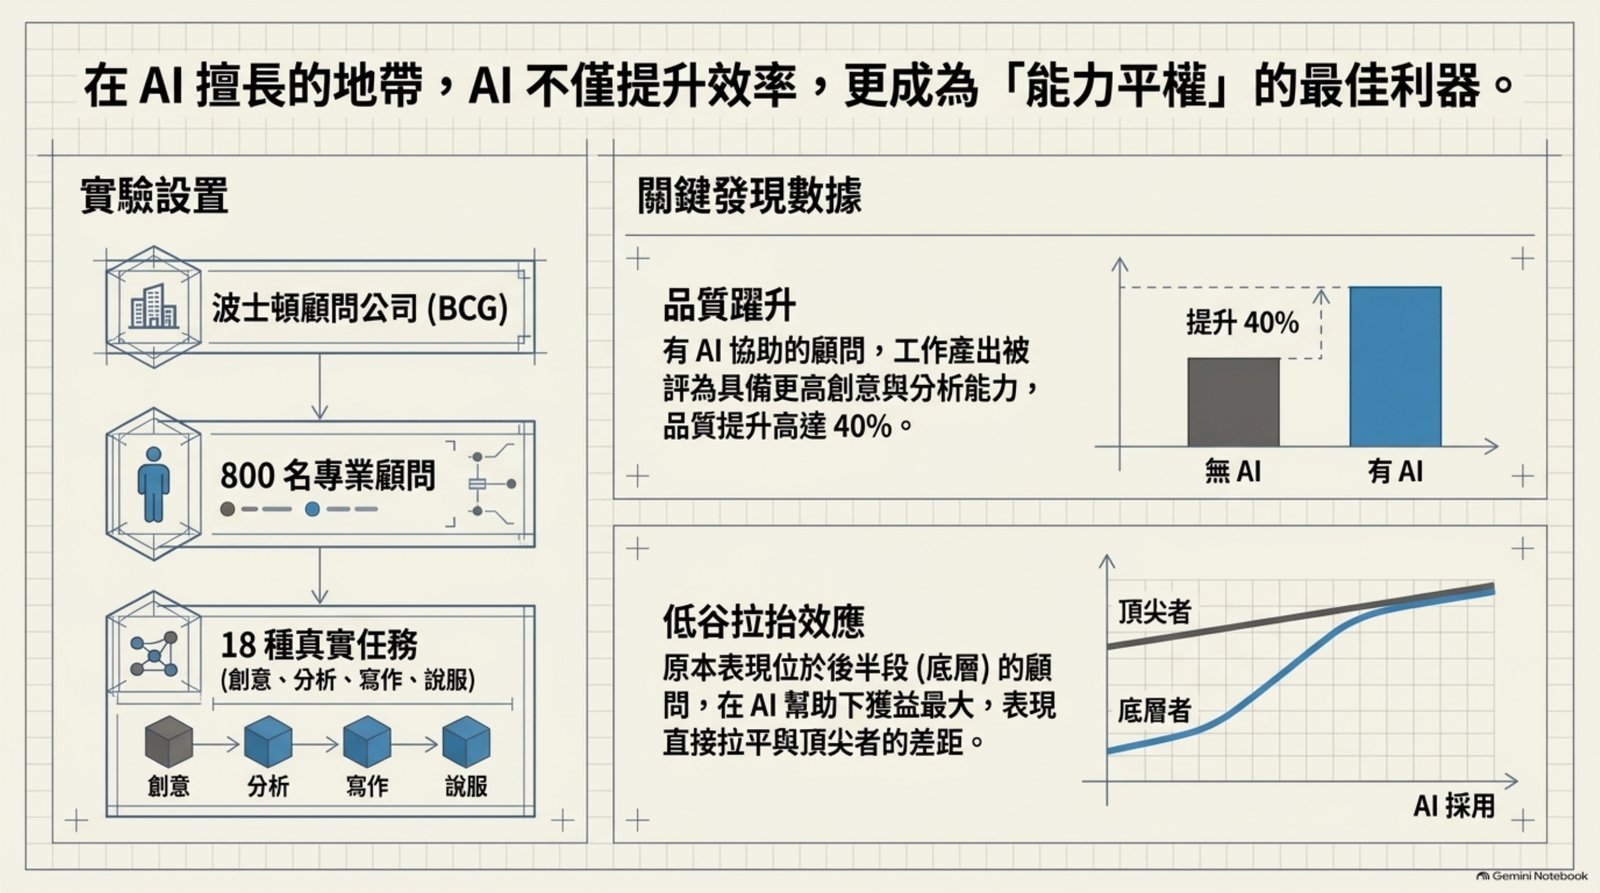 在 AI 擅長的地帶，AI 不僅提升效率，更成為「能力平權」的最佳利器。
實驗設置
波士頓顧問公司 (BCG)
800 名專業顧問
18 種真實任務
(創意、分析、寫作、說服)
創意
分析
寫作
說服
關鍵發現數據
品質躍升
有 AI 協助的顧問，工作產出被
評為具備更高創意與分析能力，
品質提升高達 40%。
提升 40%
無 AI
有 AI
低谷拉抬效應
原本表現位於後半段 (底層) 的顧
問，在 AI 幫助下獲益最大，表現
直接拉平與頂尖者的差距。
頂尖者
底層者
AI 採用
Gemini Notebook